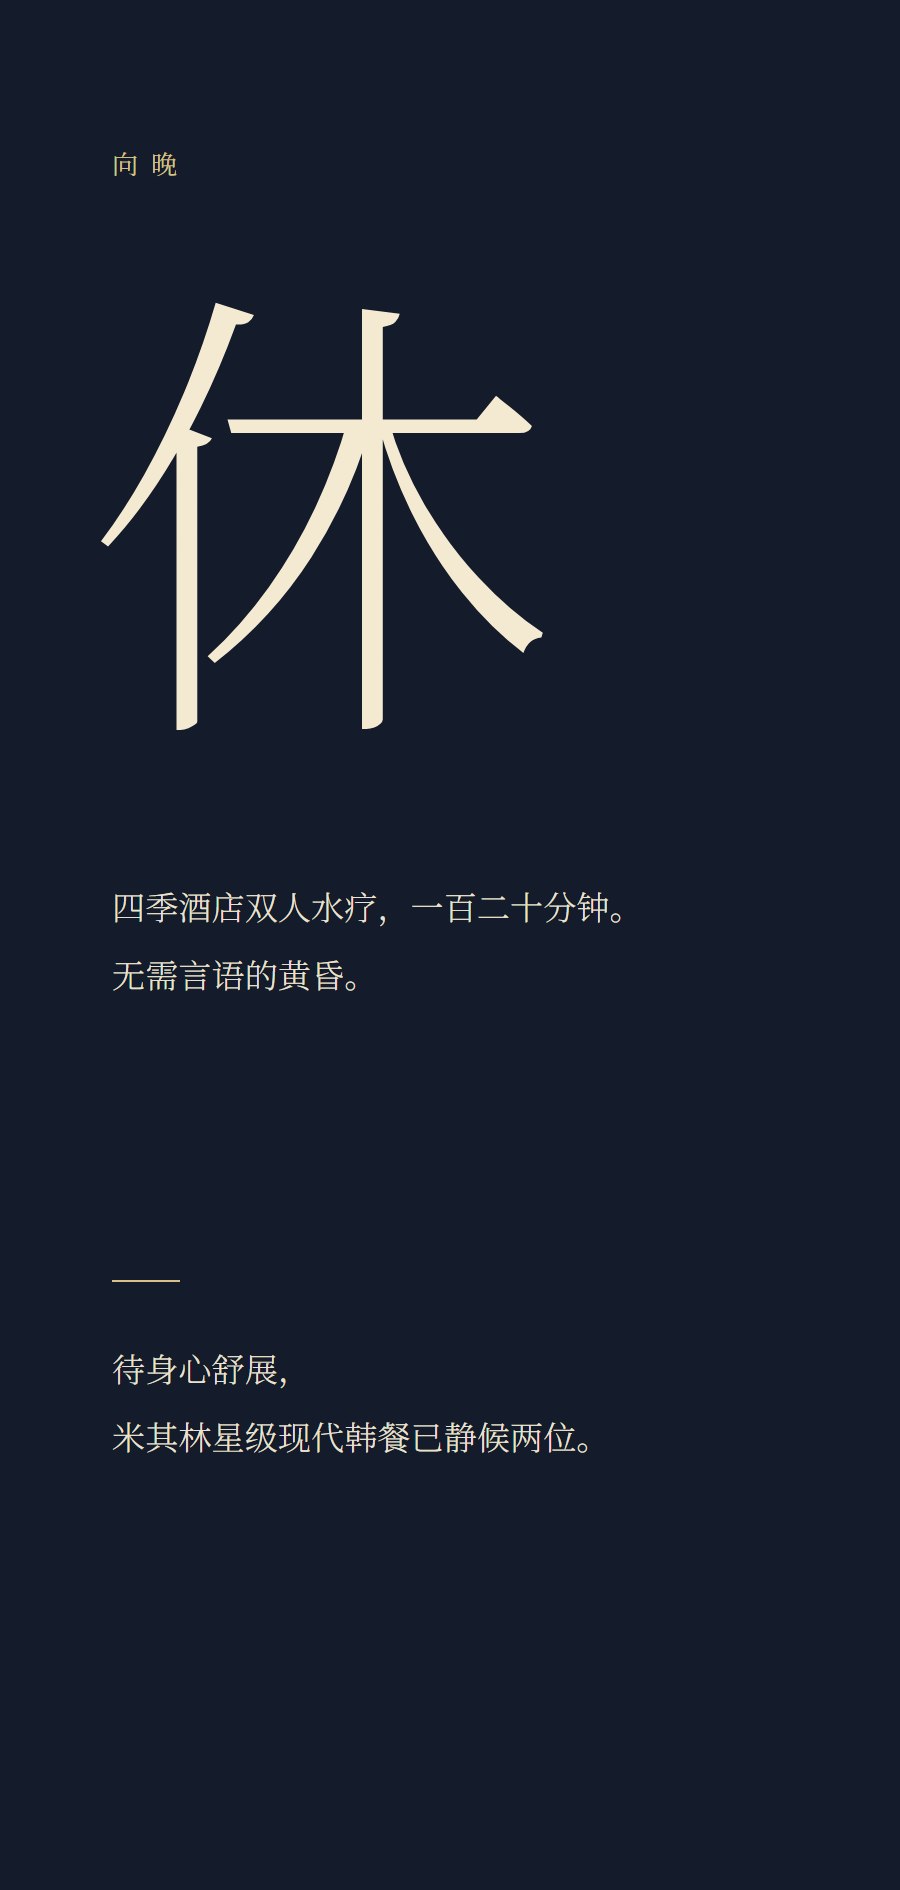 向晚
休
四季酒店双人水疗，一百二十分钟。
无需言语的黄昏。
待身心舒展，
米其林星级现代韩餐已静候两位。